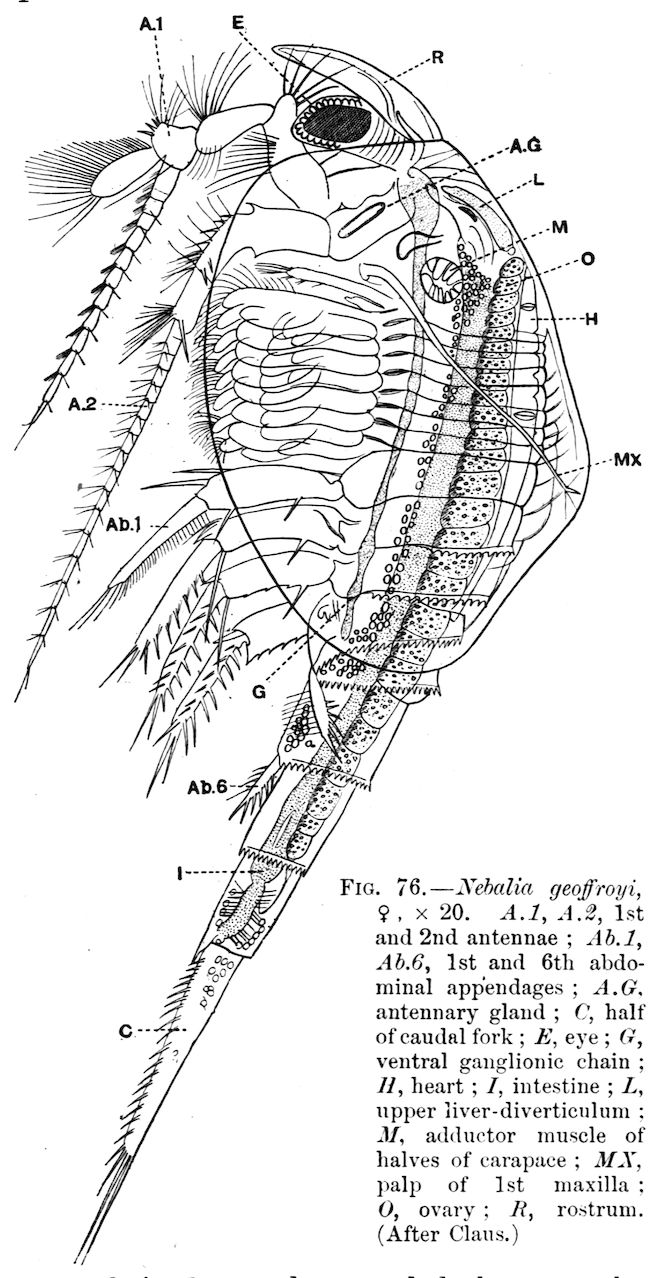 A.1
E
R
A.G
L
M
O
H
A.2
MX
Ab.1
G
Ab.6
I
C
Fig. 76.—Nebalia geoffroyi,
♀, × 20. A.1, A.2, 1st
and 2nd antennae ; Ab.1,
Ab.6, 1st and 6th abdo-
minal appendages ; A.G,
antennary gland ; C, half
of caudal fork ; E, eye ; G,
ventral ganglionic chain ;
H, heart ; I, intestine ; L,
upper liver-diverticulum ;
M, adductor muscle of
halves of carapace ; MX,
palp of 1st maxilla ;
O, ovary ; R, rostrum.
(After Claus.)